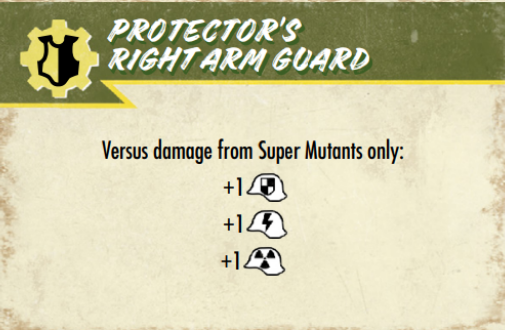 PROTECTOR'S
RIGHT ARM GUARD
Versus damage from Super Mutants only:
+1
+1
+1